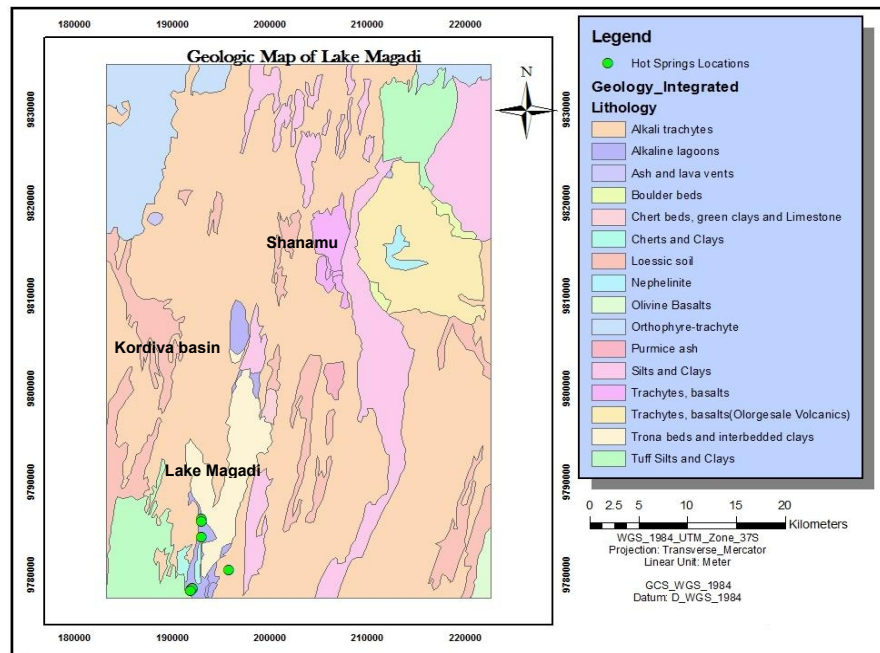 180000 190000 200000 210000 220000
Geologic Map of Lake Magadi
N
9830000 9830000
9820000 9820000
Shanamu
9810000 9810000
Kordiva basin
9800000 9800000
Lake Magadi
9790000 9790000
9780000 9780000
180000 190000 200000 210000 220000
Legend
Hot Springs Locations
Geology_Integrated
Lithology
Alkali trachytes
Alkaline lagoons
Ash and lava vents
Boulder beds
Chert beds, green clays and Limestone
Cherts and Clays
Loessic soil
Nephelinite
Olivine Basalts
Orthophyre-trachyte
Purmice ash
Silts and Clays
Trachytes, basalts
Trachytes, basalts(Olorgesale Volcanics)
Trona beds and interbedded clays
Tuff Silts and Clays
0 2.5 5 10 15 20
Kilometers
WGS_1984_UTM_Zone_37S
Projection: Transverse_Mercator
Linear Unit: Meter
GCS_WGS_1984
Datum: D_WGS_1984